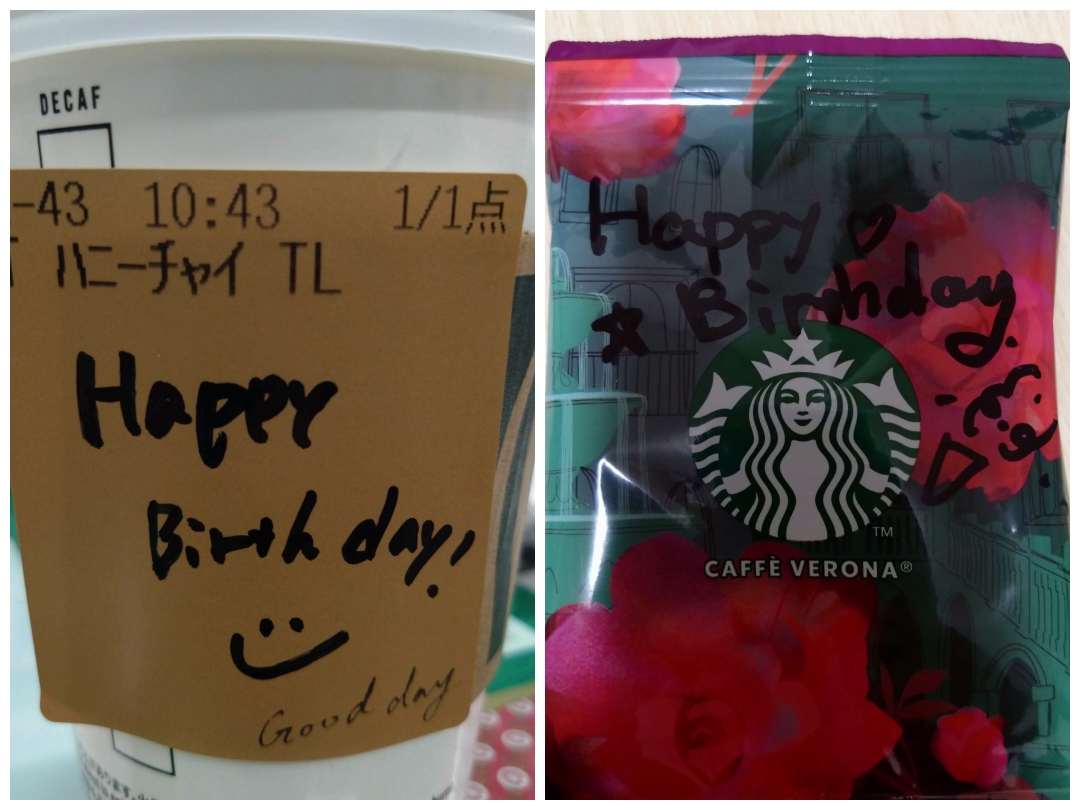 DECAF
-43 10:43 1/1点
ハニーチャイ TL
Happy
Birthday!
Good day
Happy
Birthday
TM
CAFFÈ VERONA®